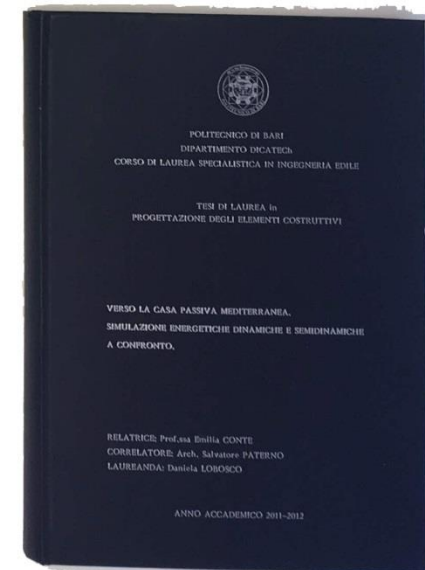 POLITECNICO DI BARI
DIPARTIMENTO DICATECh
CORSO DI LAUREA SPECIALISTICA IN INGEGNERIA EDILE
TESI DI LAUREA in
PROGETTAZIONE DEGLI ELEMENTI COSTRUTTIVI
VERSO LA CASA PASSIVA MEDITERRANEA.
SIMULAZIONE ENERGETICHE DINAMICHE E SEMIDINAMICHE
A CONFRONTO.
RELATRICE: Prof.ssa Emilia CONTE
CORRELATORE: Arch. Salvatore PATERNO
LAUREANDA: Daniela LOBOSCO
ANNO ACCADEMICO 2011-2012